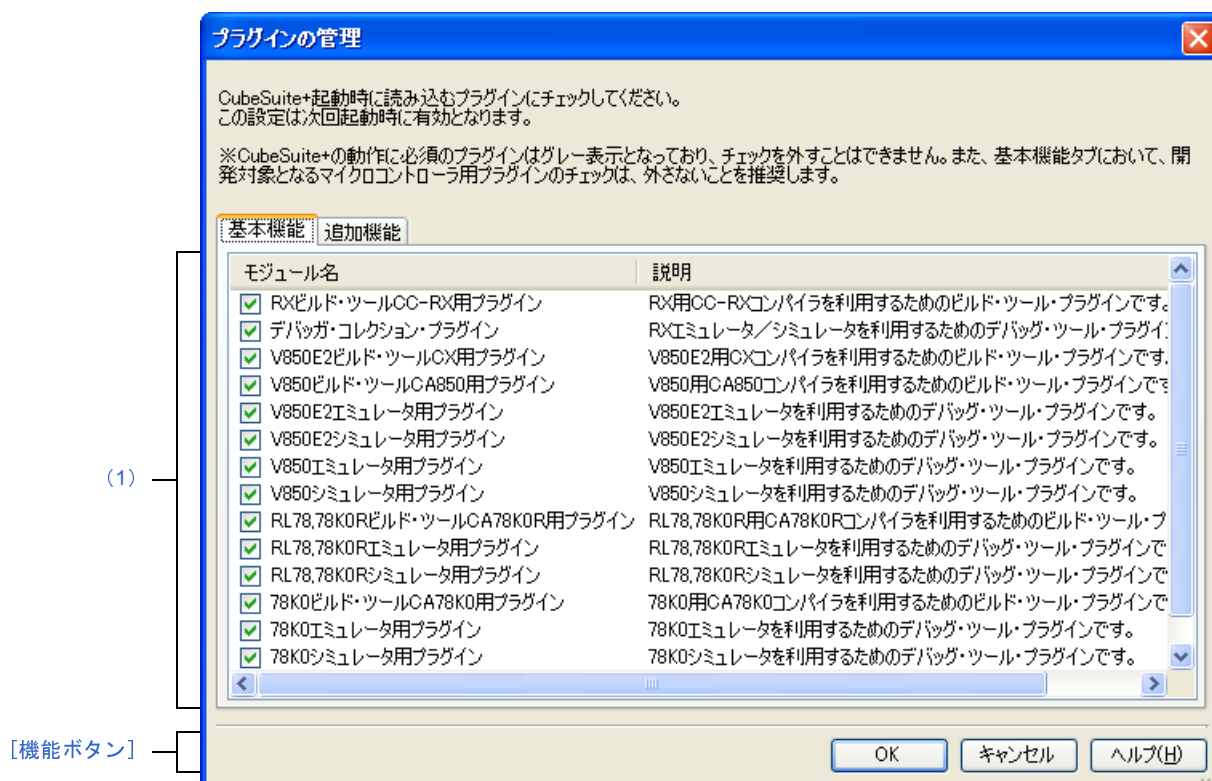 プラグインの管理
CubeSuite+起動時に読み込むプラグインにチェックしてください。
この設定は次回起動時に有効となります。
※CubeSuite+の動作に必須のプラグインはグレー表示となっており、チェックを外すことはできません。また、基本機能タブにおいて、開
発対象となるマイクロコントローラ用プラグインのチェックは、外さないことを推奨します。
基本機能 追加機能
モジュール名 説明
RXビルド・ツールCC-RX用プラグイン RX用CC-RXコンパイラを利用するためのビルド・ツール・プラグインです。
デバッガ・コレクション・プラグイン RXエミュレータ／シミュレータを利用するためのデバッグ・ツール・プラグイ
V850E2ビルド・ツールCX用プラグイン V850E2用CXコンパイラを利用するためのビルド・ツール・プラグインです.
V850ビルド・ツールCA850用プラグイン V850用CA850コンパイラを利用するためのビルド・ツール・プラグインで
V850E2エミュレータ用プラグイン V850E2エミュレータを利用するためのデバッグ・ツール・プラグインです。
V850E2シミュレータ用プラグイン V850E2シミュレータを利用するためのデバッグ・ツール・プラグインです。
V850エミュレータ用プラグイン V850エミュレータを利用するためのデバッグ・ツール・プラグインです。
(1)
V850シミュレータ用プラグイン V850シミュレータを利用するためのデバッグ・ツール・プラグインです。
RL78,78K0Rビルド・ツールCA78K0R用プラグイン RL78,78K0R用CA78K0Rコンパイラを利用するためのビルド・ツール・プ
RL78,78K0Rエミュレータ用プラグイン RL78,78K0Rエミュレータを利用するためのデバッグ・ツール・プラグインで
RL78,78K0Rシミュレータ用プラグイン RL78,78K0Rシミュレータを利用するためのデバッグ・ツール・プラグインで
78K0ビルド・ツールCA78K0用プラグイン 78K0用CA78K0コンパイラを利用するためのビルド・ツール・プラグインで
78K0エミュレータ用プラグイン 78K0エミュレータを利用するためのデバッグ・ツール・プラグインです。
78K0シミュレータ用プラグイン 78K0シミュレータを利用するためのデバッグ・ツール・プラグインです。
[機能ボタン]
OK キャンセル ヘルプ(H)